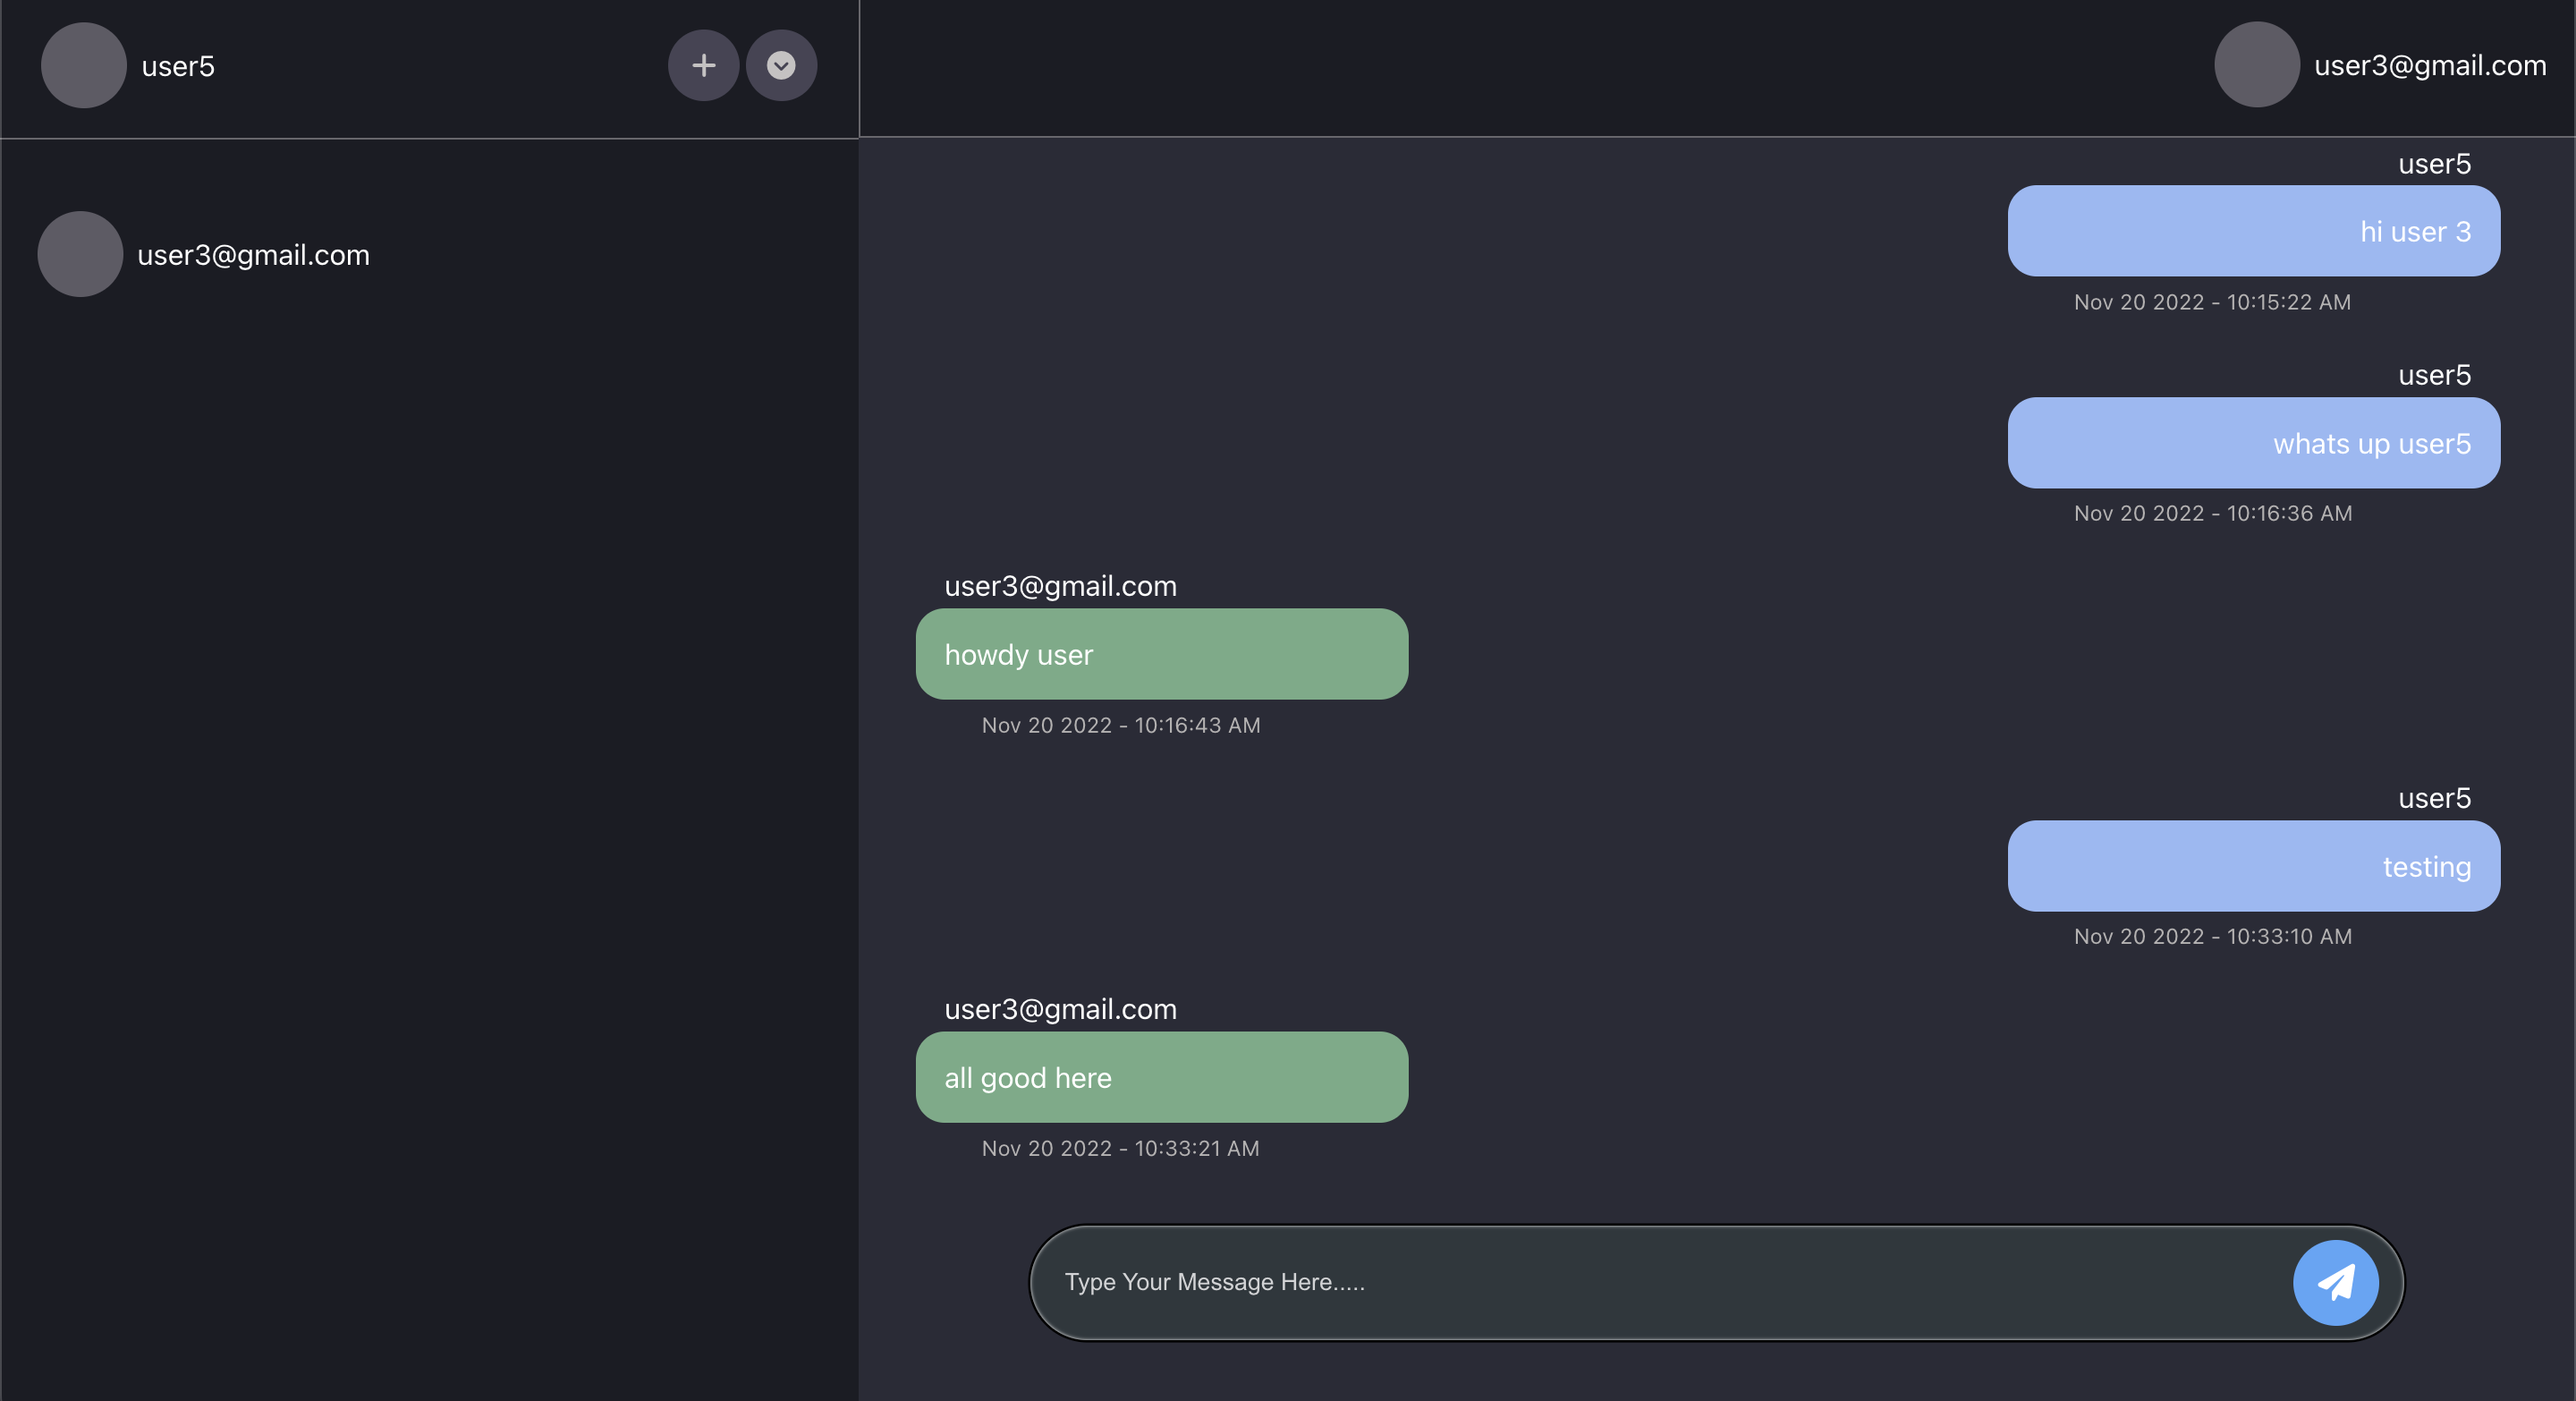 user5
user3@gmail.com
user3@gmail.com
user5
hi user 3
Nov 20 2022 - 10:15:22 AM
user5
whats up user5
Nov 20 2022 - 10:16:36 AM
user3@gmail.com
howdy user
Nov 20 2022 - 10:16:43 AM
user5
testing
Nov 20 2022 - 10:33:10 AM
user3@gmail.com
all good here
Nov 20 2022 - 10:33:21 AM
Type Your Message Here.....